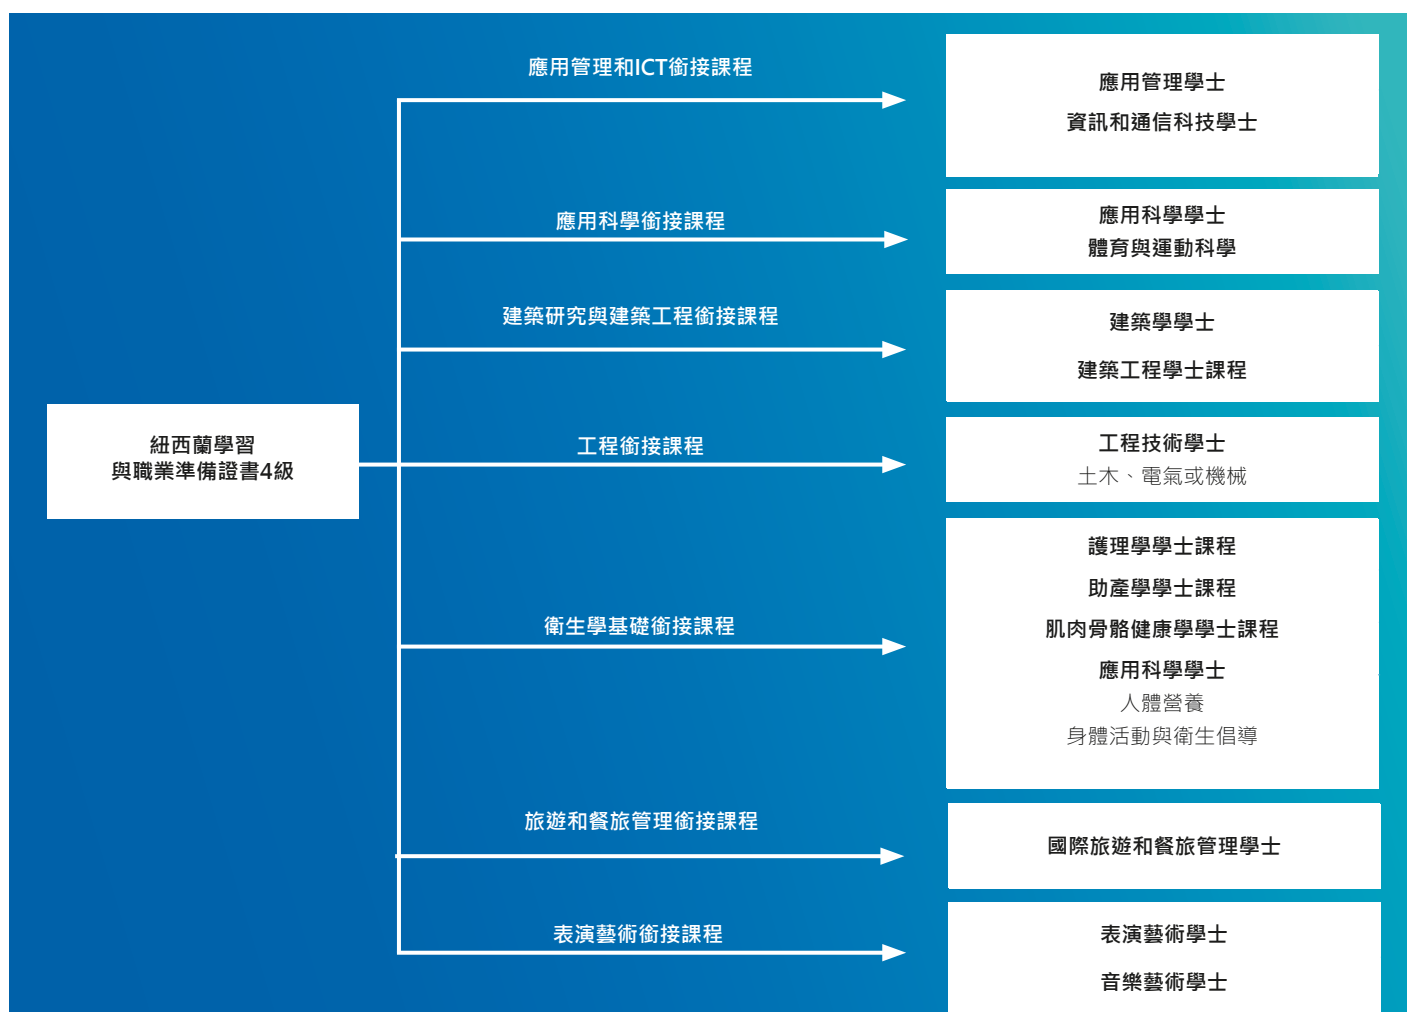 應用管理和ICT銜接課程
應用管理學士
資訊和通信科技學士
應用科學銜接課程
應用科學學士
體育與運動科學
建築研究與建築工程銜接課程
建築學學士
建築工程學士課程
紐西蘭學習
與職業準備證書4級
工程銜接課程
工程技術學士
土木、電氣或機械
衛生學基礎銜接課程
護理學學士課程
助產學學士課程
肌肉骨骼健康學學士課程
應用科學學士
人體營養
身體活動與衛生倡導
旅遊和餐旅管理銜接課程
國際旅遊和餐旅管理學士
表演藝術銜接課程
表演藝術學士
音樂藝術學士